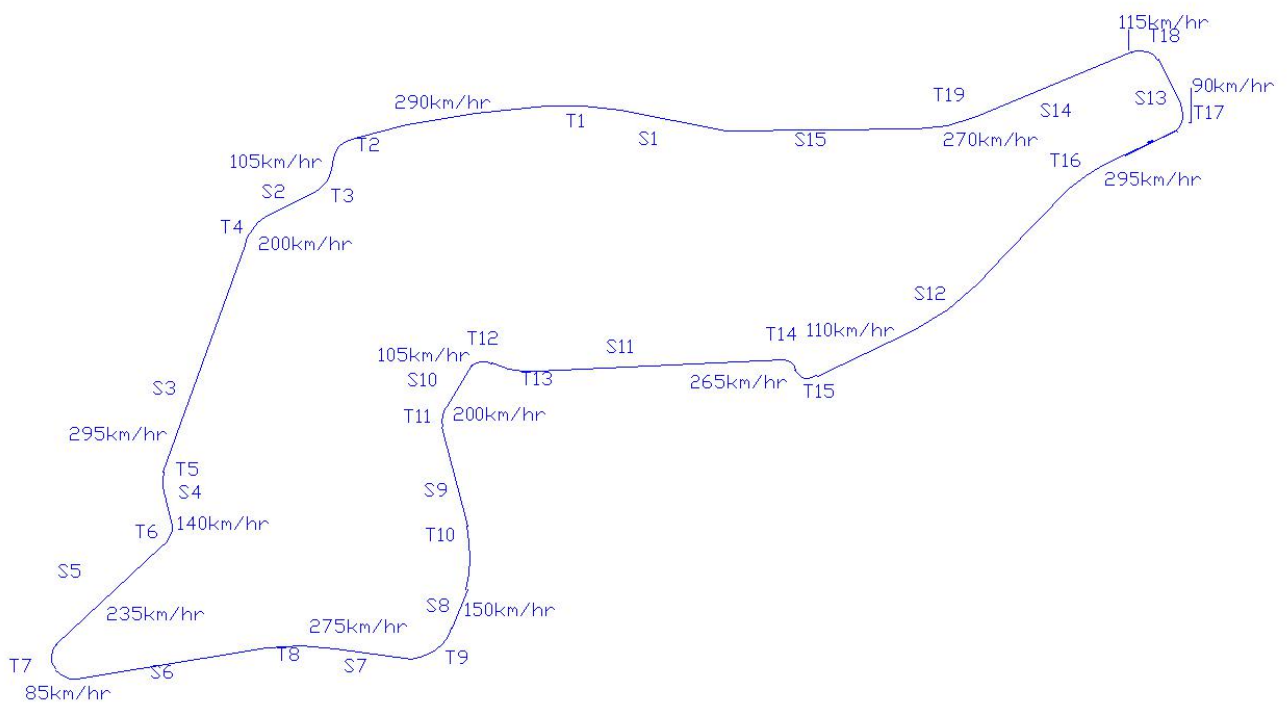 115km/hr
T18
90km/hr
T19
S13
290km/hr
T17
S14
T1
270km/hr
S1
S15
T2
105km/hr
T16
295km/hr
S2
T3
T4
200km/hr
S12
T14
110km/hr
T12
S11
105km/hr
S10
T13
265km/hr
T15
S3
T11
200km/hr
295km/hr
T5
S4
S9
140km/hr
T6
T10
S5
S8
150km/hr
235km/hr
275km/hr
T8
T9
T7
S6
S7
85km/hr